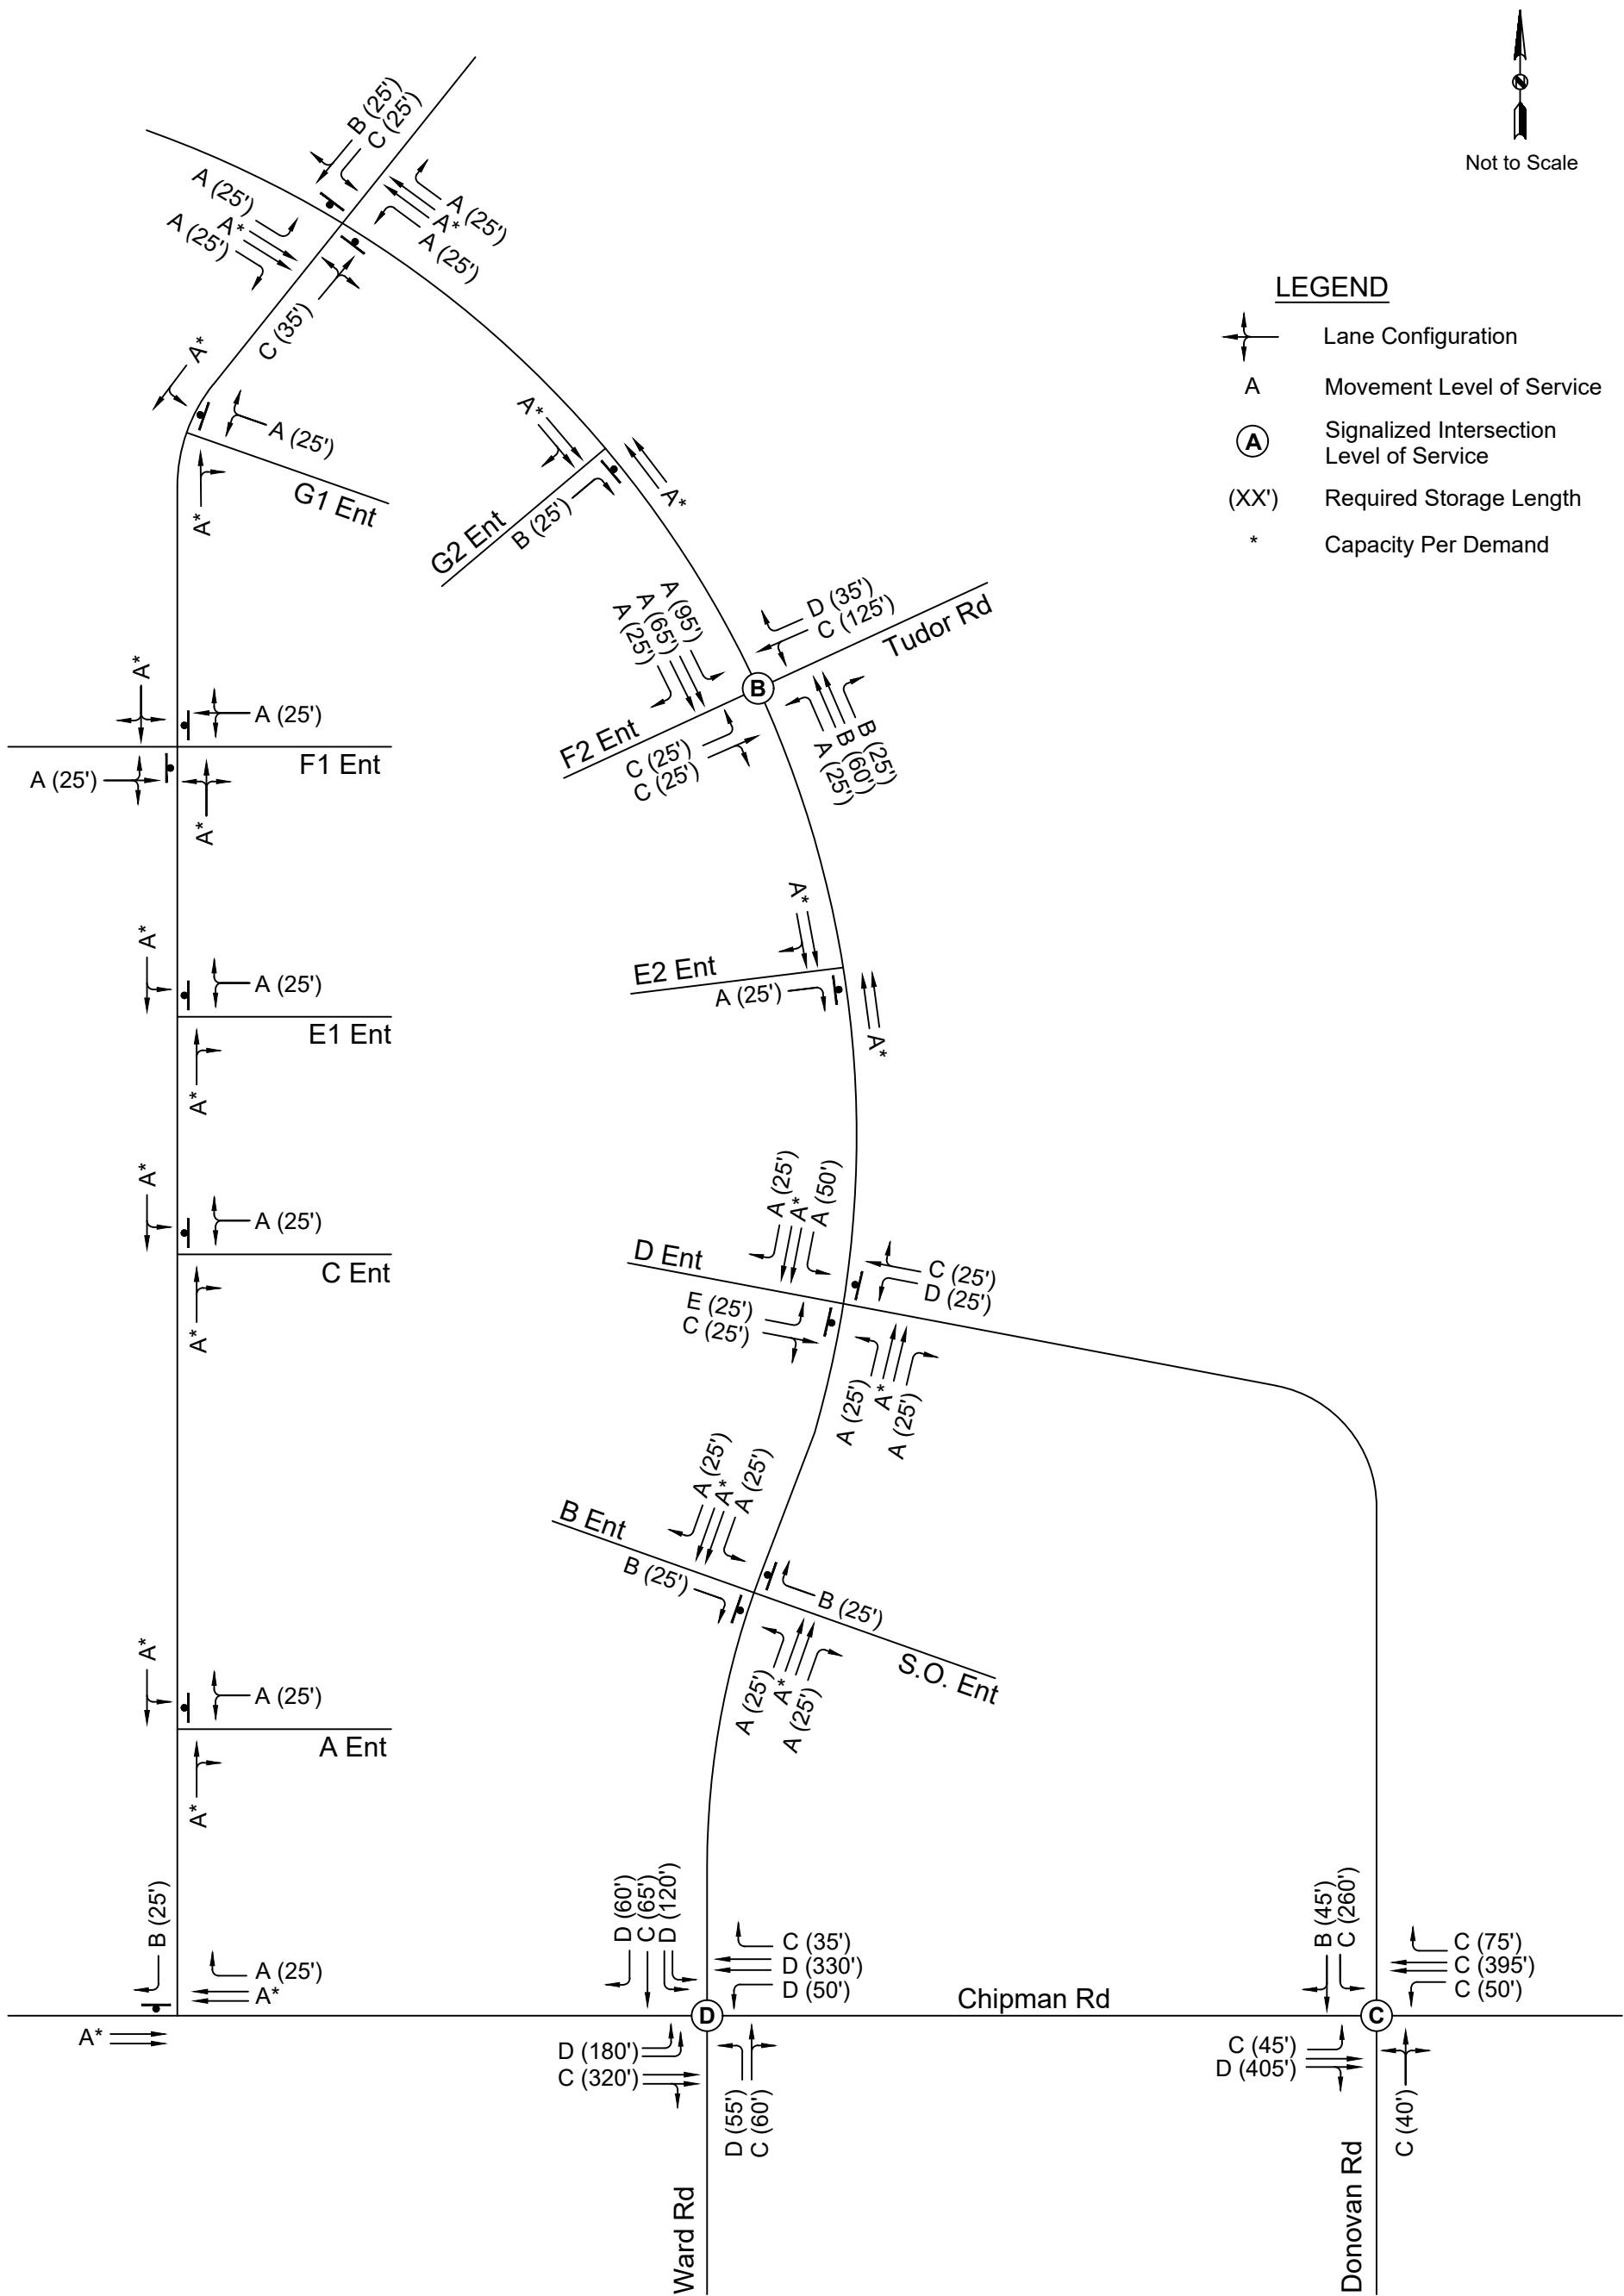 Not to Scale
LEGEND
Lane Configuration
A Movement Level of Service
A Signalized Intersection
Level of Service
(XX') Required Storage Length
* Capacity Per Demand
B (25')
C (25')
A (25')
A*
A (25')
A (25')
A*
A (25')
C (35')
A*
A (25')
G1 Ent
A*
A*
A*
G2 Ent
B (25')
A (95')
A (65')
A (25')
D (35')
C (125')
Tudor Rd
B
F2 Ent
C (25')
C (25')
B (25')
B (60')
A (25')
A*
A (25')
F1 Ent
A (25')
A*
A*
E2 Ent
A (25')
A*
A*
A (25')
E1 Ent
A*
A*
A (25')
C Ent
A*
A (25')
A*
A (50')
D Ent
C (25')
D (25')
E (25')
C (25')
A (25')
A*
A (25')
A (25')
A*
A (25')
B Ent
B (25')
B (25')
S.O. Ent
A (25')
A*
A (25')
A*
A (25')
A Ent
A*
B (25')
A (25')
A*
A*
D (60')
C (65')
D (120')
C (35')
D (330')
D (50')
D
D (180')
C (320')
D (55')
C (60')
Ward Rd
Chipman Rd
B (45')
C (260')
C (75')
C (395')
C (50')
C
C (45')
D (405')
C (40')
Donovan Rd